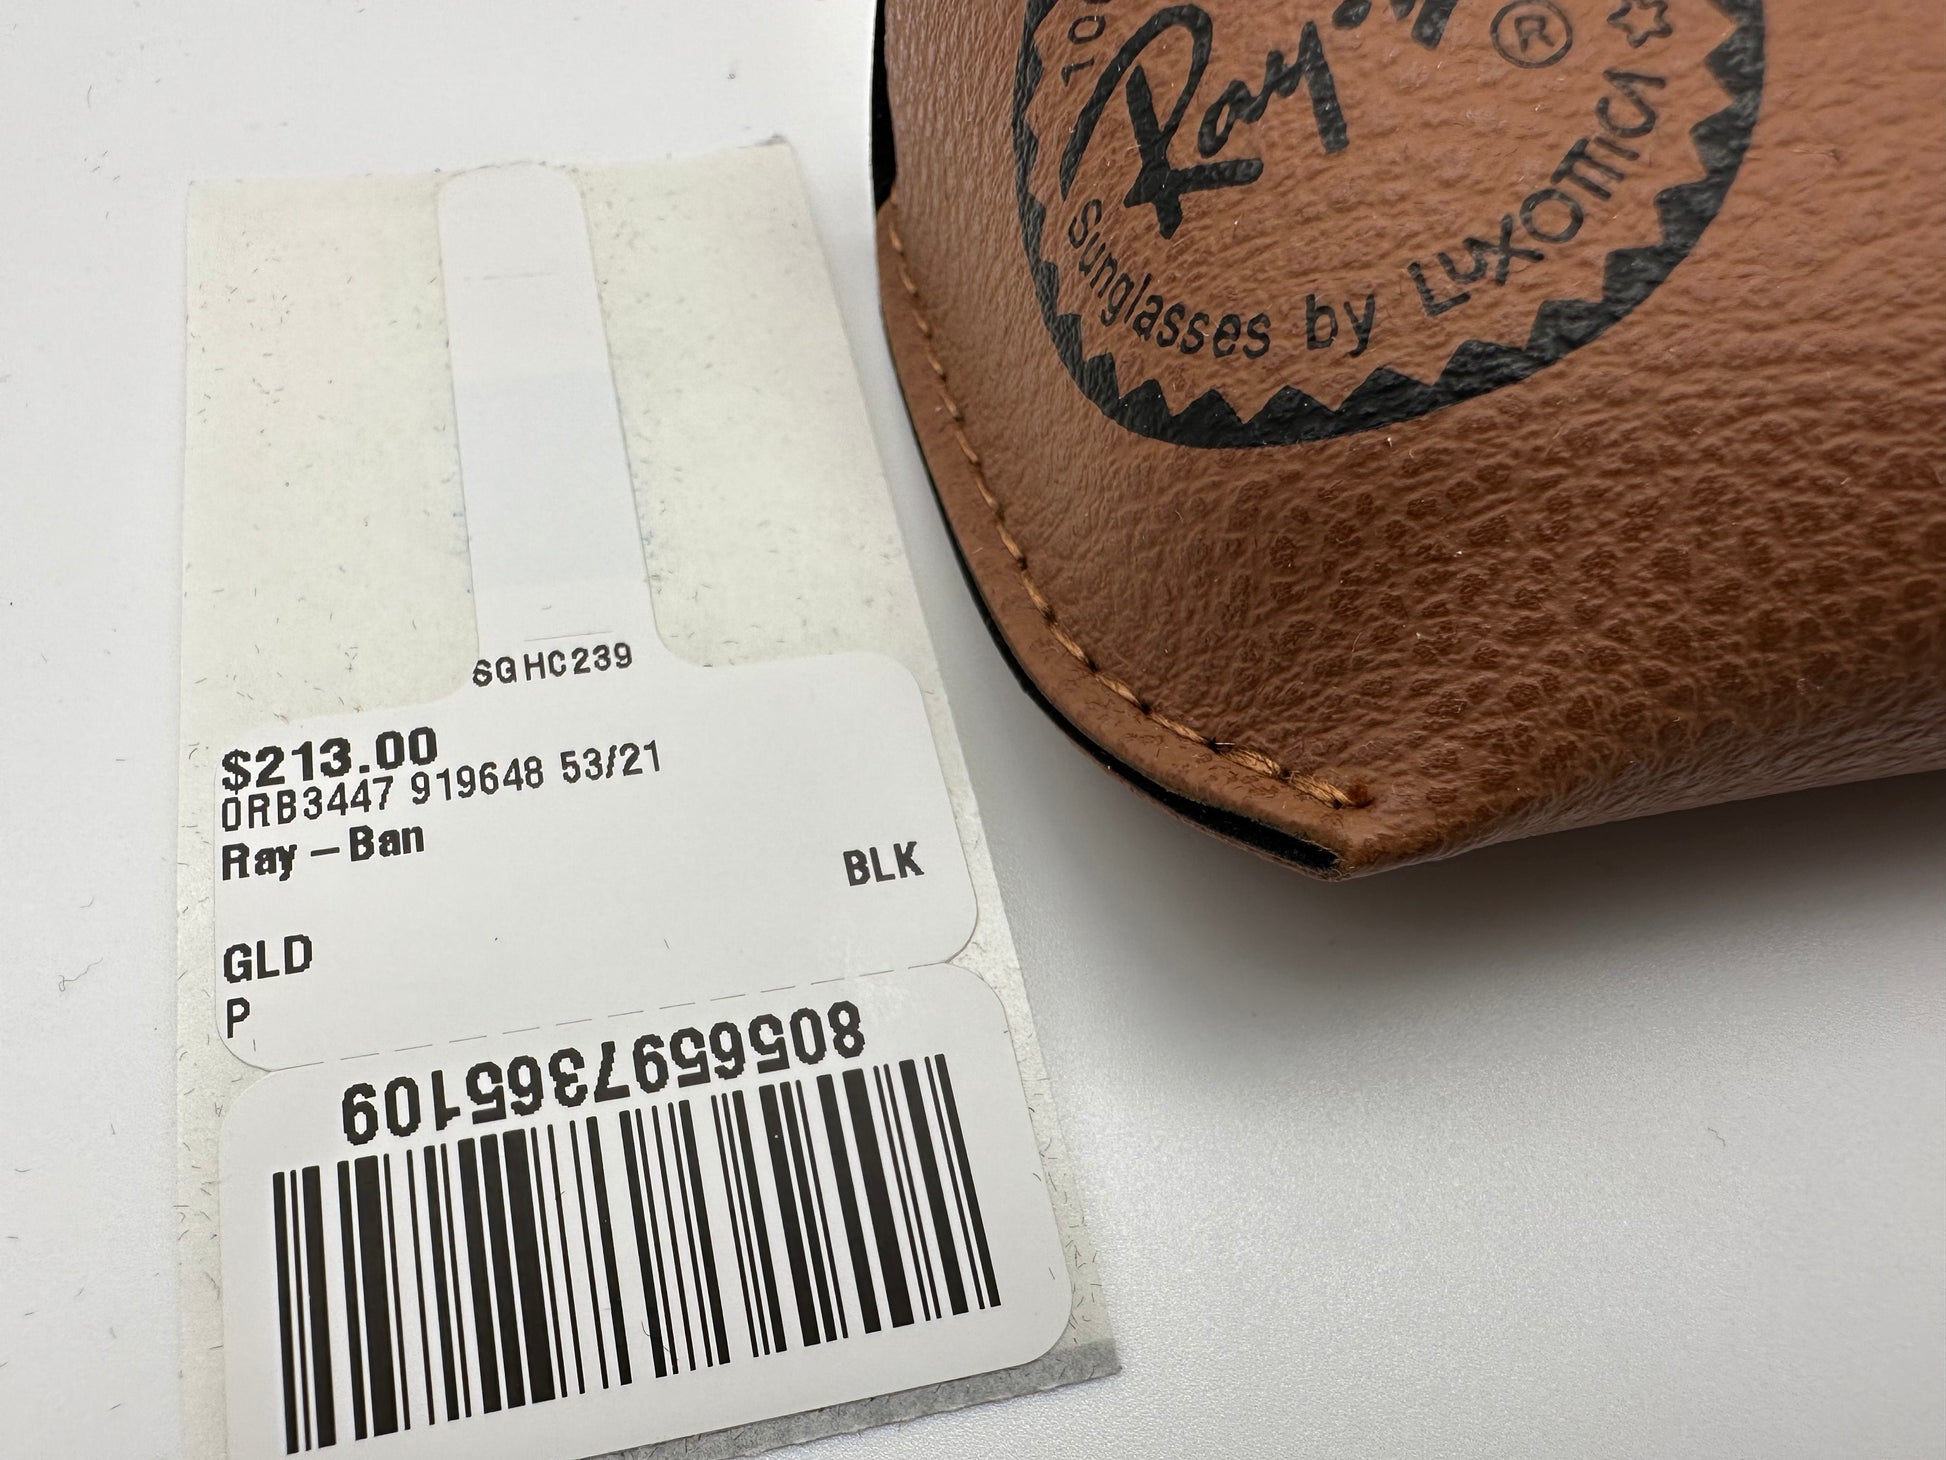 SGHC239
$213.00
0RB3447 919648 53/21
Ray-Ban
BLK
GLD
P
8056597365109
Ray
®
Sunglasses by LUXOTTICA